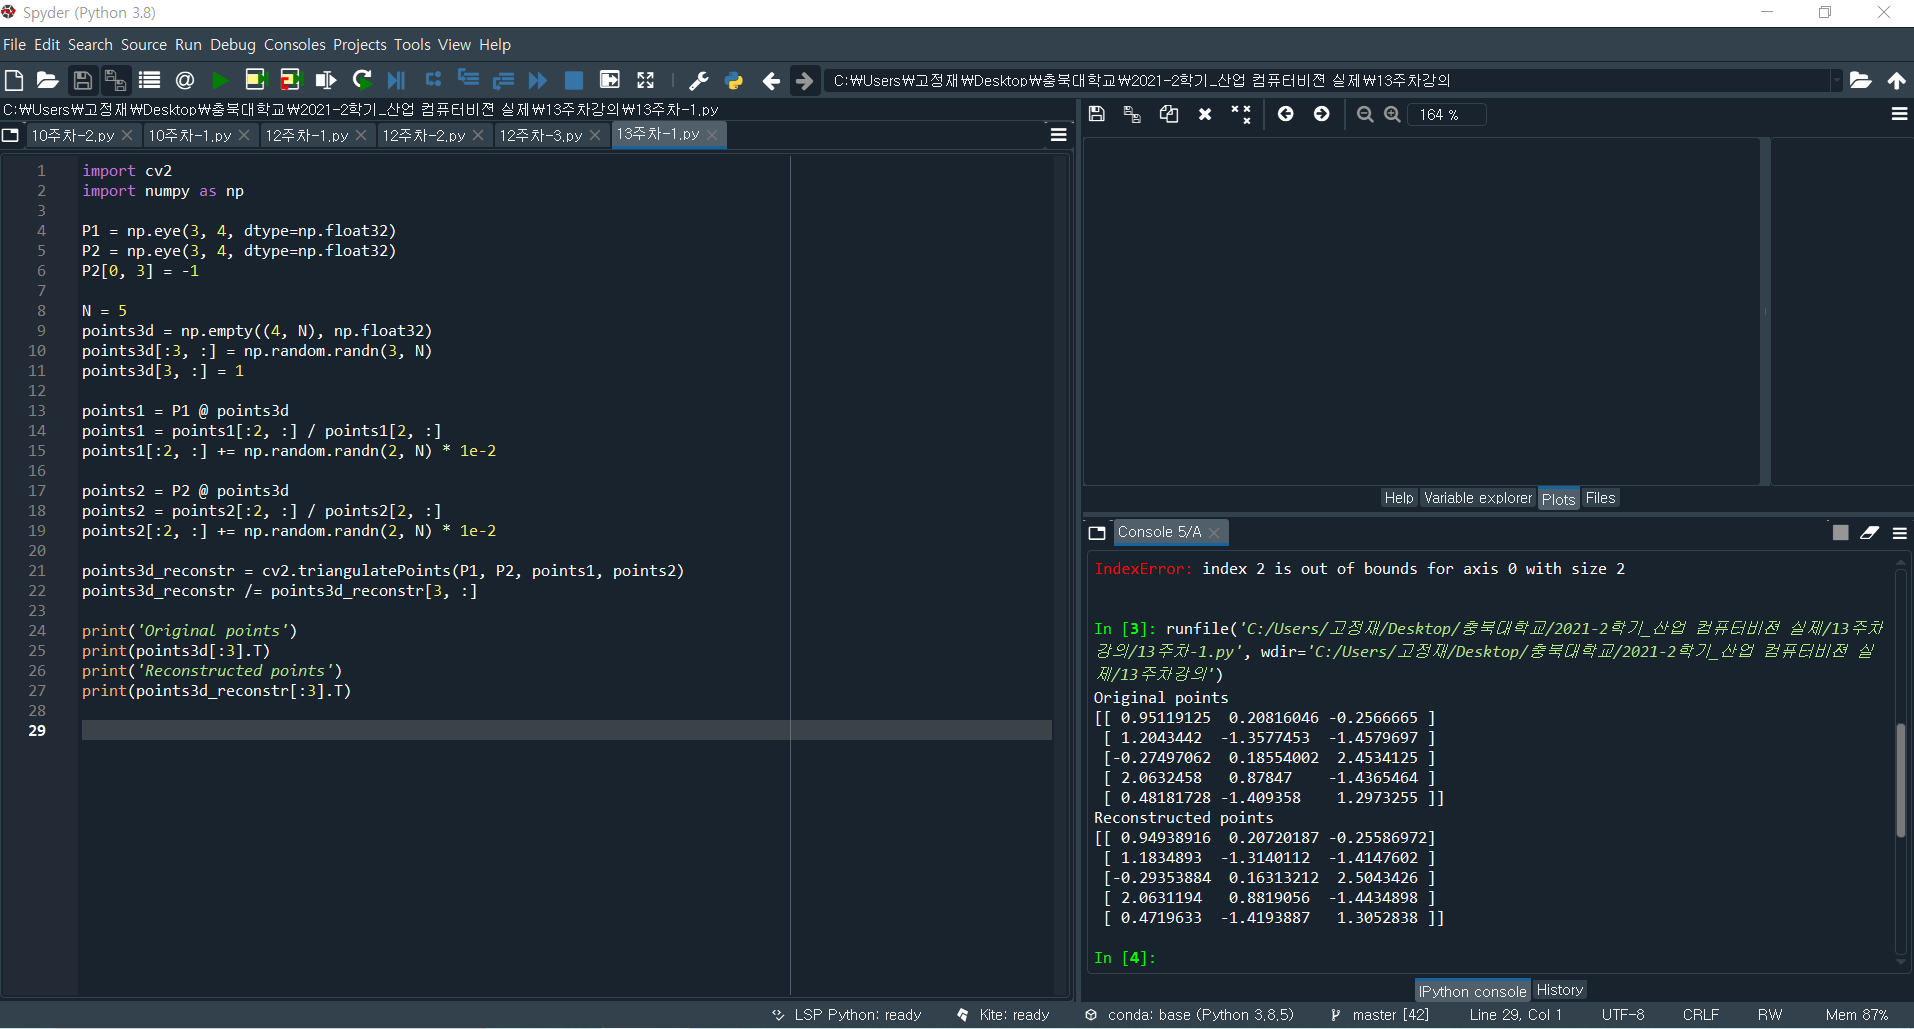 Spyder (Python 3.8)
File Edit Search Source Run Debug Consoles Projects Tools View Help
C:₩Users₩고정재₩Desktop₩충북대학교₩2021-2학기_산업 컴퓨터비젼 실제₩13주차강의
C:₩Users₩고정재₩Desktop₩충북대학교₩2021-2학기_산업 컴퓨터비젼 실제₩13주차강의₩13주차-1.py
10주차-2.py 10주차-1.py 12주차-1.py 12주차-2.py 12주차-3.py 13주차-1.py
164 %
1 import cv2
2 import numpy as np
3
4 P1 = np.eye(3, 4, dtype=np.float32)
5 P2 = np.eye(3, 4, dtype=np.float32)
6 P2[0, 3] = -1
7
8 N = 5
9 points3d = np.empty((4, N), np.float32)
10 points3d[:3, :] = np.random.randn(3, N)
11 points3d[3, :] = 1
12
13 points1 = P1 @ points3d
14 points1 = points1[:2, :] / points1[2, :]
15 points1[:2, :] += np.random.randn(2, N) * 1e-2
16
17 points2 = P2 @ points3d
18 points2 = points2[:2, :] / points2[2, :]
19 points2[:2, :] += np.random.randn(2, N) * 1e-2
20
21 points3d_reconstr = cv2.triangulatePoints(P1, P2, points1, points2)
22 points3d_reconstr /= points3d_reconstr[3, :]
23
24 print('Original points')
25 print(points3d[:3].T)
26 print('Reconstructed points')
27 print(points3d_reconstr[:3].T)
28
29
Help Variable explorer Plots Files
Console 5/A
IndexError: index 2 is out of bounds for axis 0 with size 2
In [3]: runfile('C:/Users/고정재/Desktop/충북대학교/2021-2학기_산업 컴퓨터비젼 실제/13주차
강의/13주차-1.py', wdir='C:/Users/고정재/Desktop/충북대학교/2021-2학기_산업 컴퓨터비젼 실
제/13주차강의')
Original points
[[ 0.95119125  0.20816046 -0.2566665 ]
 [ 1.2043442  -1.3577453  -1.4579697 ]
 [-0.27497062  0.18554002  2.4534125 ]
 [ 2.0632458   0.87847    -1.4365464 ]
 [ 0.48181728 -1.409358    1.2973255 ]]
Reconstructed points
[[ 0.94938916  0.20720187 -0.25586972]
 [ 1.1834893  -1.3140112  -1.4147602 ]
 [-0.29353884  0.16313212  2.5043426 ]
 [ 2.0631194   0.8819056  -1.4434898 ]
 [ 0.4719633  -1.4193887   1.3052838 ]]
In [4]:
IPython console History
LSP Python: ready Kite: ready conda: base (Python 3.8.5) master [42] Line 29, Col 1 UTF-8 CRLF RW Mem 87%